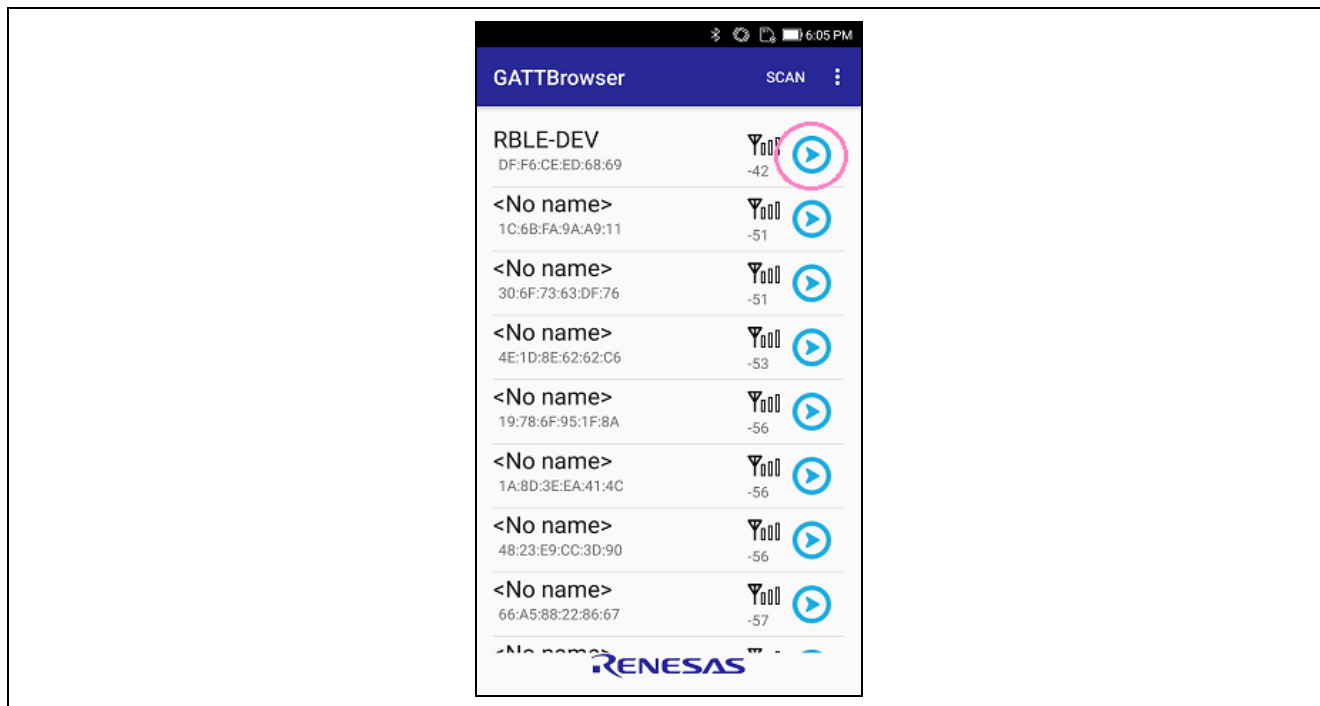 6:05 PM
GATTBrowser SCAN
RBLE-DEV
DF:F6:CE:ED:68:69
-42
<No name>
1C:6B:FA:9A:A9:11
-51
<No name>
30:6F:73:63:DF:76
-51
<No name>
4E:1D:8E:62:62:C6
-53
<No name>
19:78:6F:95:1F:8A
-56
<No name>
1A:8D:3E:EA:41:4C
-56
<No name>
48:23:E9:CC:3D:90
-56
<No name>
66:A5:88:22:86:67
-57
RENESAS